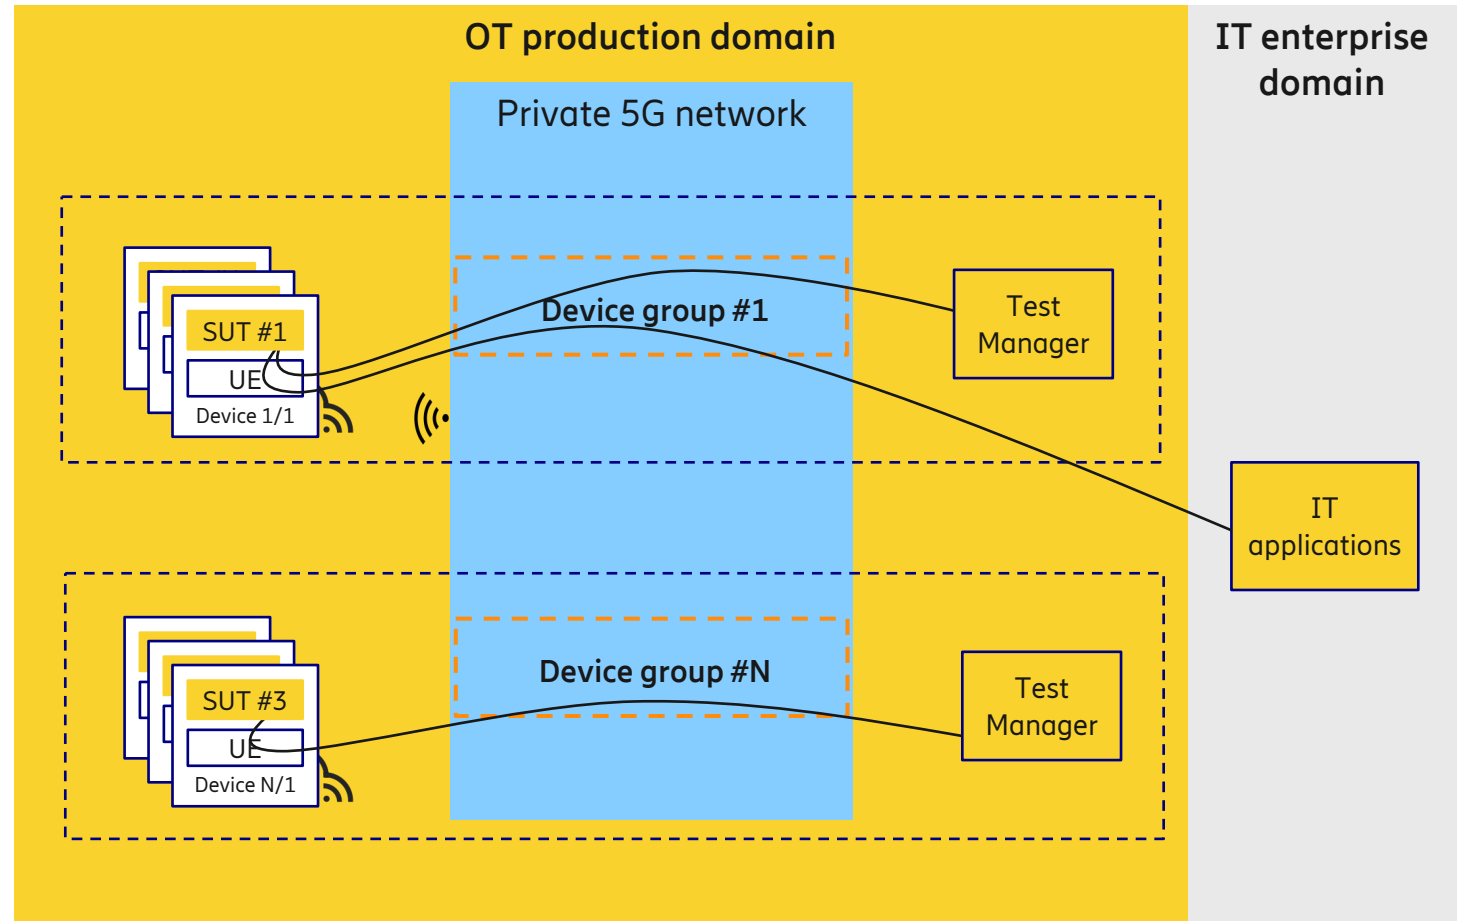 OT production domain
IT enterprise
domain
Private 5G network
SUT #1
UE
Device 1/1
Device group #1
Test
Manager
IT
applications
SUT #3
UE
Device N/1
Device group #N
Test
Manager